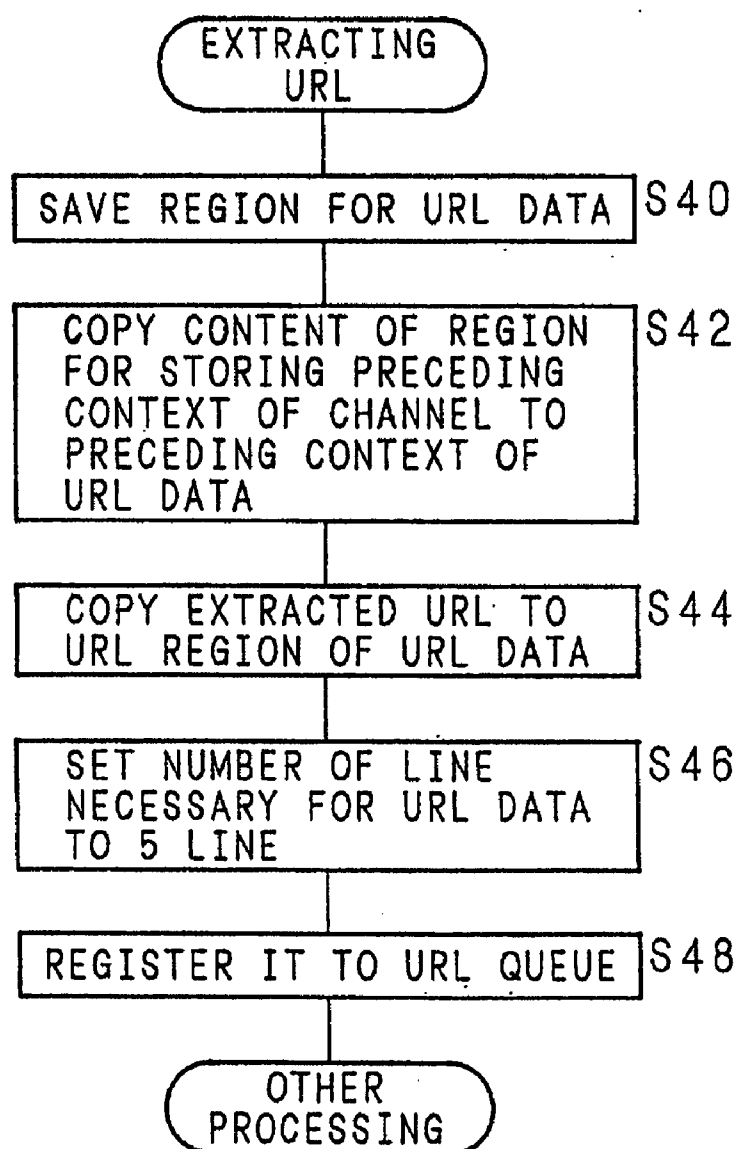 EXTRACTING
URL
SAVE REGION FOR URL DATA
S40
COPY CONTENT OF REGION
FOR STORING PRECEDING
CONTEXT OF CHANNEL TO
PRECEDING CONTEXT OF
URL DATA
S42
COPY EXTRACTED URL TO
URL REGION OF URL DATA
S44
SET NUMBER OF LINE
NECESSARY FOR URL DATA
TO 5 LINE
S46
REGISTER IT TO URL QUEUE
S48
OTHER
PROCESSING